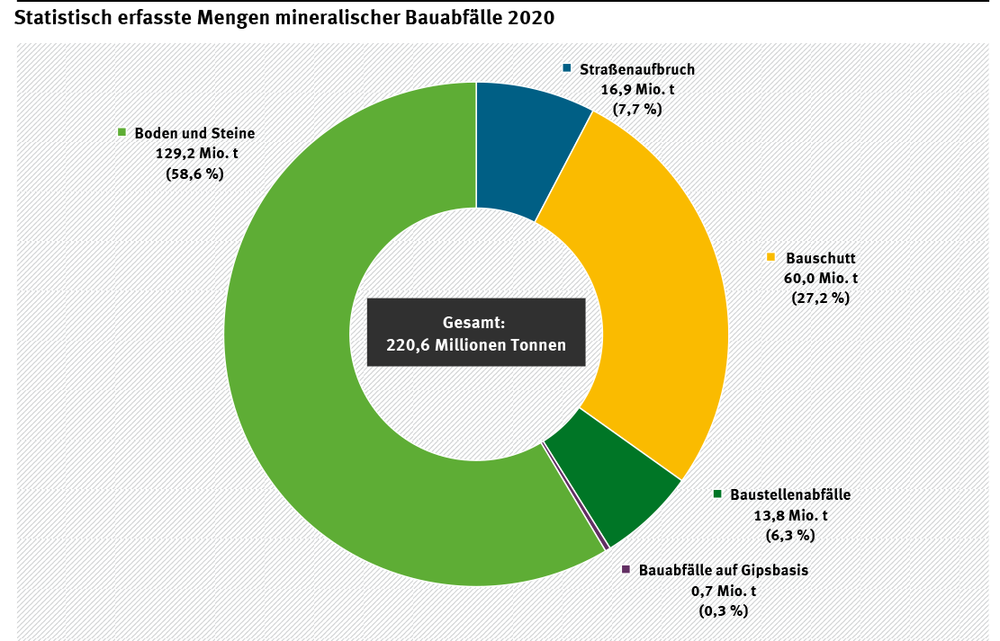 Statistisch erfasste Mengen mineralischer Bauabfälle 2020
Straßenaufbruch
16,9 Mio. t
(7,7 %)
Boden und Steine
129,2 Mio. t
(58,6 %)
Bauschutt
60,0 Mio. t
(27,2 %)
Gesamt:
220,6 Millionen Tonnen
Baustellenabfälle
13,8 Mio. t
(6,3 %)
Bauabfälle auf Gipsbasis
0,7 Mio. t
(0,3 %)